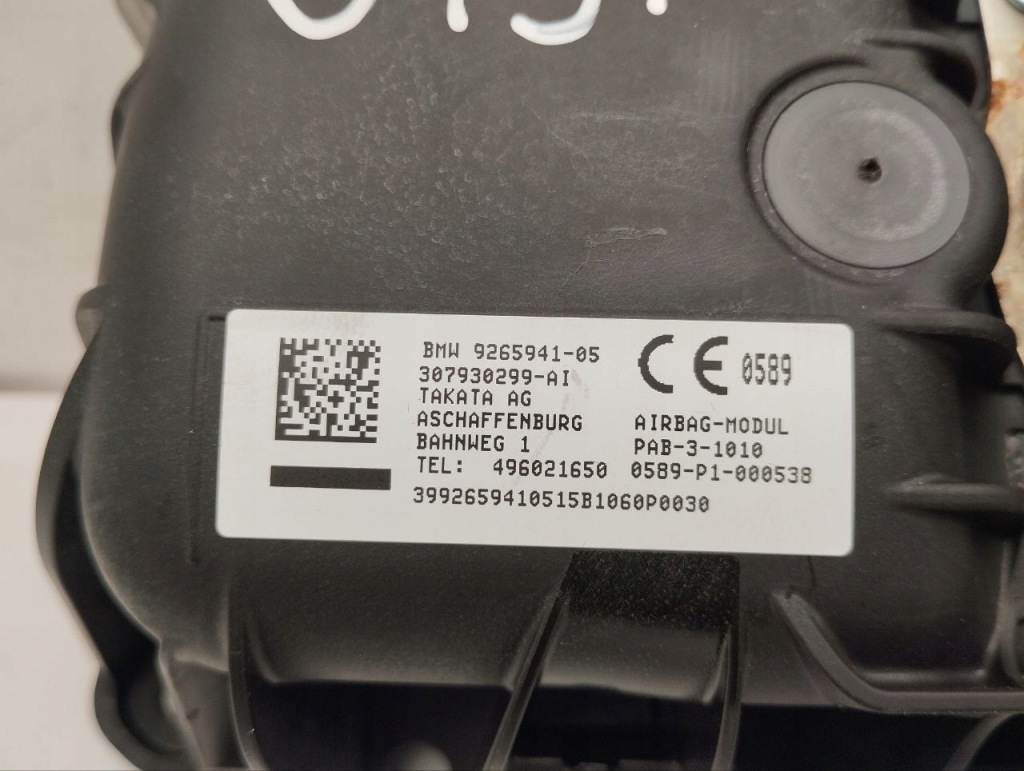 BMW 9265941-05
307930299-AI
TAKATA AG
ASCHAFFENBURG
BAHNWEG 1
TEL: 496021650
CE 0589
AIRBAG-MODUL
PAB-3-1010
0589-P1-000538
3992659410515B1060P0030